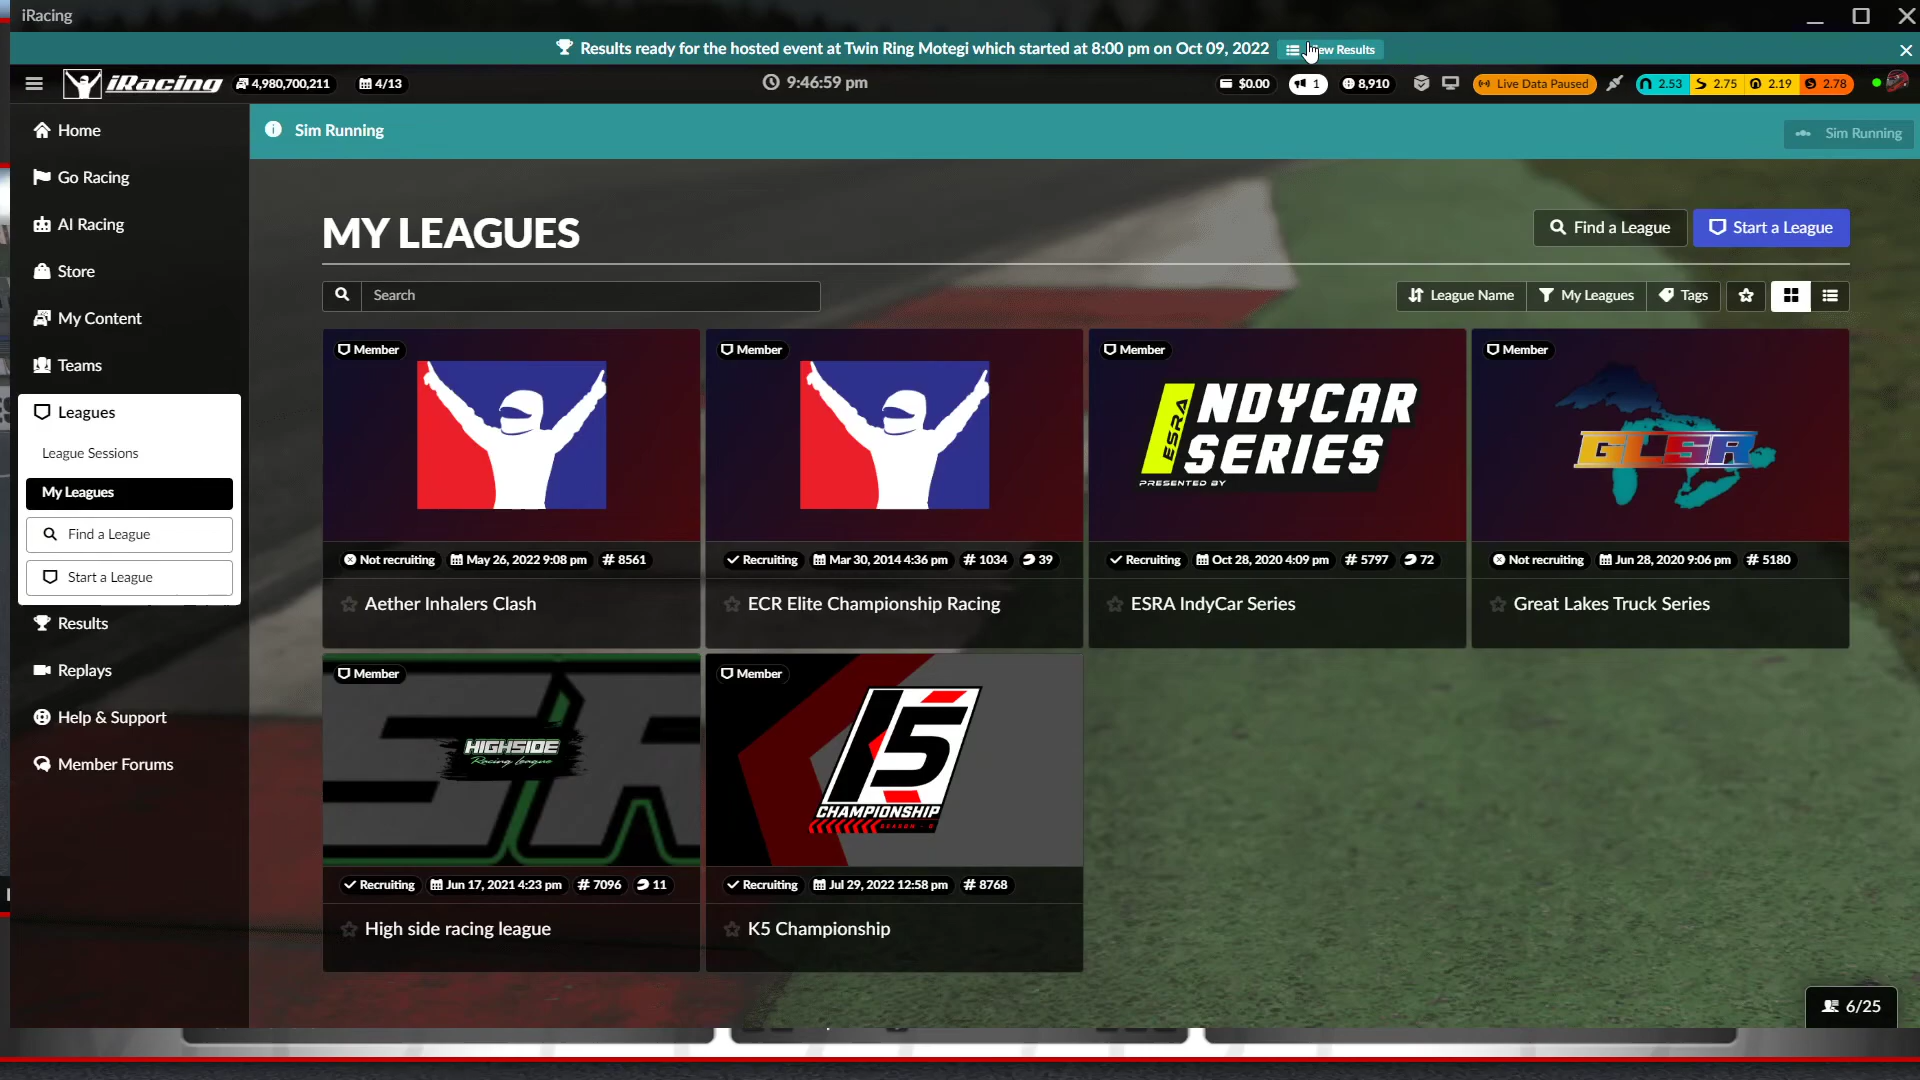 iRacing
Results ready for the hosted event at Twin Ring Motegi which started at 8:00 pm on Oct 09, 2022
Results
iRacing
4,980,700,211
4/13
9:46:59 pm
$0.00
1
8,910
Live Data Paused
2.53
2.75
2.19
2.78
Home
Go Racing
AI Racing
Store
My Content
Teams
Leagues
League Sessions
My Leagues
Find a League
Start a League
Results
Replays
Help & Support
Member Forums
Sim Running
Sim Running
MY LEAGUES
Find a League
Start a League
Search
League Name
My Leagues
Tags
Member
Not recruiting
May 26, 2022 9:08 pm
# 8561
Aether Inhalers Clash
Member
Recruiting
Mar 30, 2014 4:36 pm
# 1034
39
ECR Elite Championship Racing
Member
ESRA
INDYCAR
SERIES
PRESENTED BY
Recruiting
Oct 28, 2020 4:09 pm
# 5797
72
ESRA IndyCar Series
Member
GLSR
Not recruiting
Jun 28, 2020 9:06 pm
# 5180
Great Lakes Truck Series
Member
HIGHSIDE
Racing league
Recruiting
Jun 17, 2021 4:23 pm
# 7096
11
High side racing league
Member
K5
CHAMPIONSHIP
Recruiting
Jul 29, 2022 12:58 pm
# 8768
K5 Championship
6/25